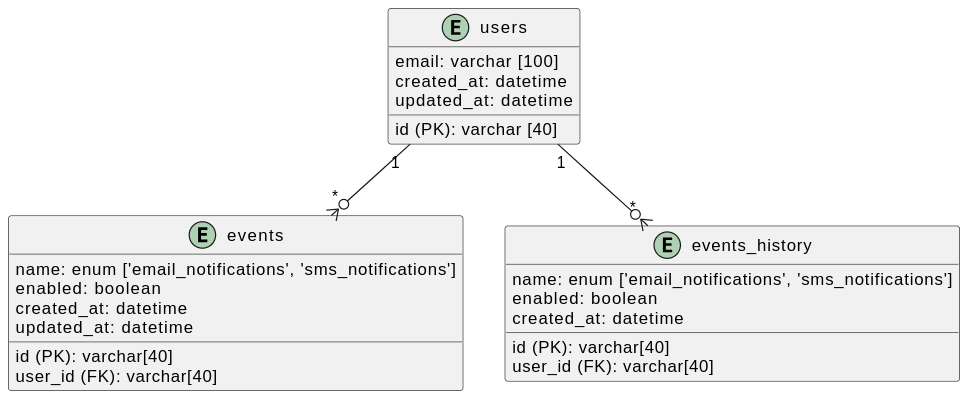 E users
email: varchar [100]
created_at: datetime
updated_at: datetime
id (PK): varchar [40]
1
1
*
*
E events
name: enum ['email_notifications', 'sms_notifications']
enabled: boolean
created_at: datetime
updated_at: datetime
id (PK): varchar[40]
user_id (FK): varchar[40]
E events_history
name: enum ['email_notifications', 'sms_notifications']
enabled: boolean
created_at: datetime
id (PK): varchar[40]
user_id (FK): varchar[40]